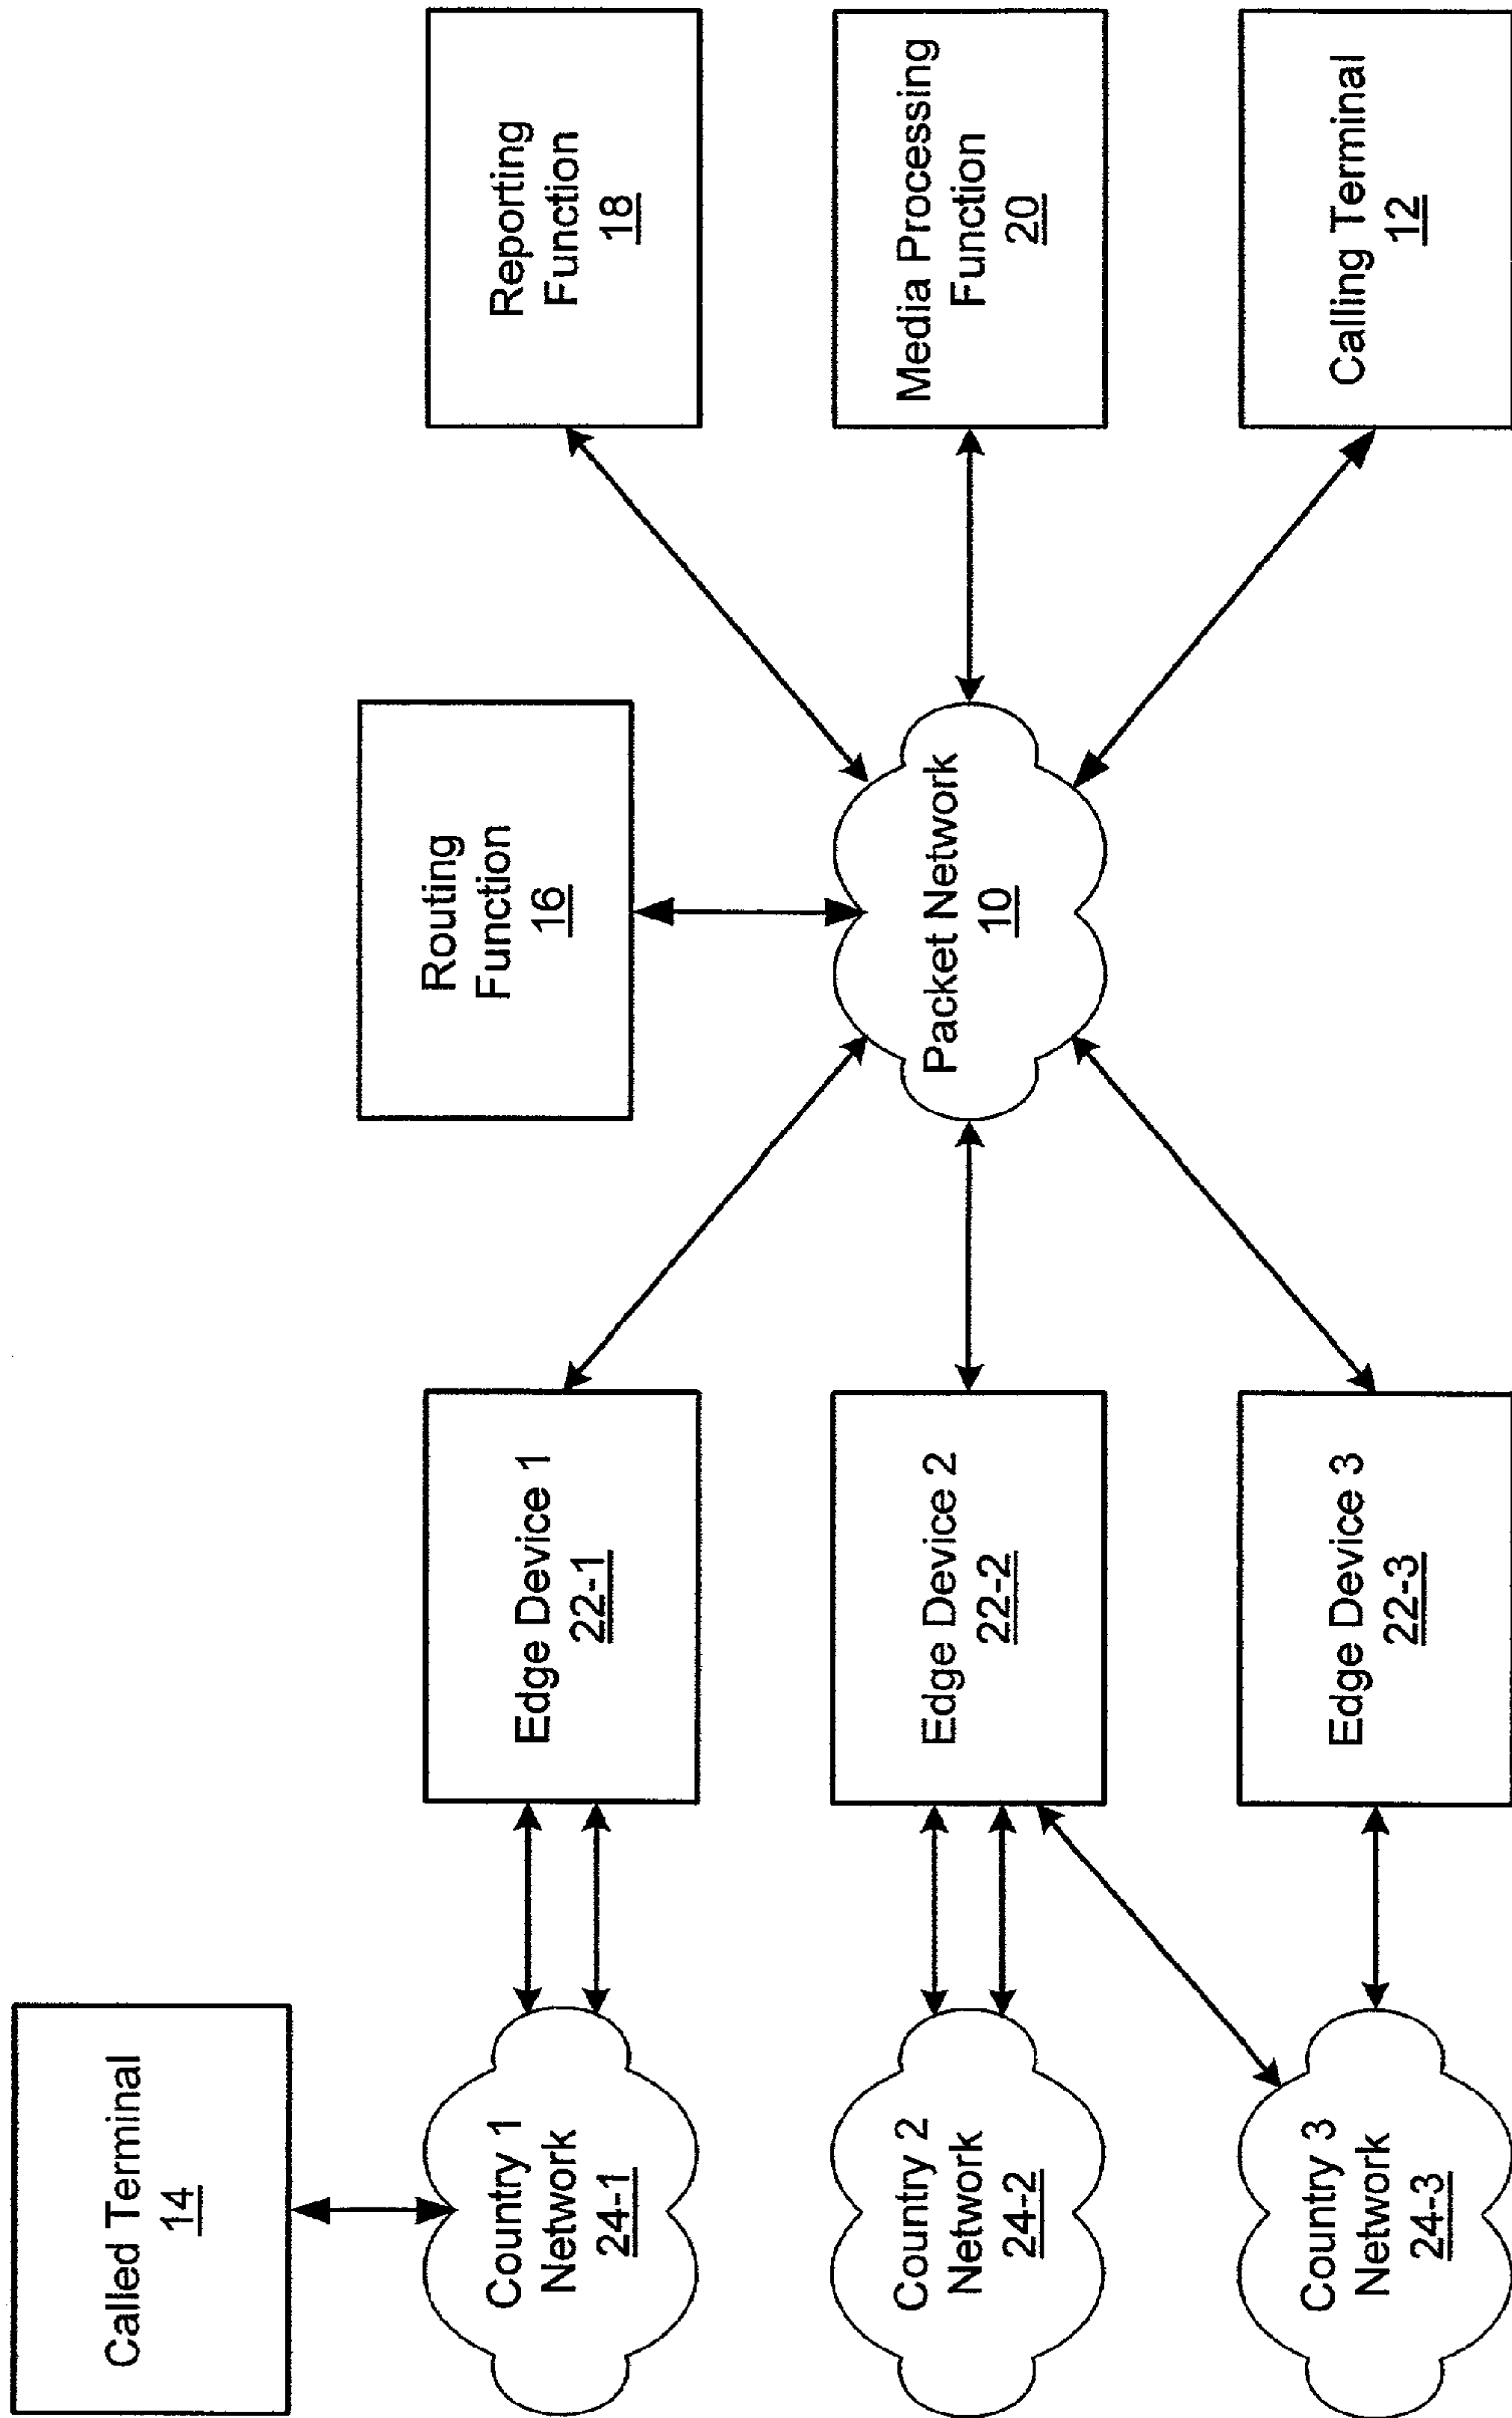 Called Terminal
14
Country 1
Network
24-1
Country 2
Network
24-2
Country 3
Network
24-3
Edge Device 1
22-1
Edge Device 2
22-2
Edge Device 3
22-3
Routing
Function
16
Packet Network
10
Reporting
Function
18
Media Processing
Function
20
Calling Terminal
12